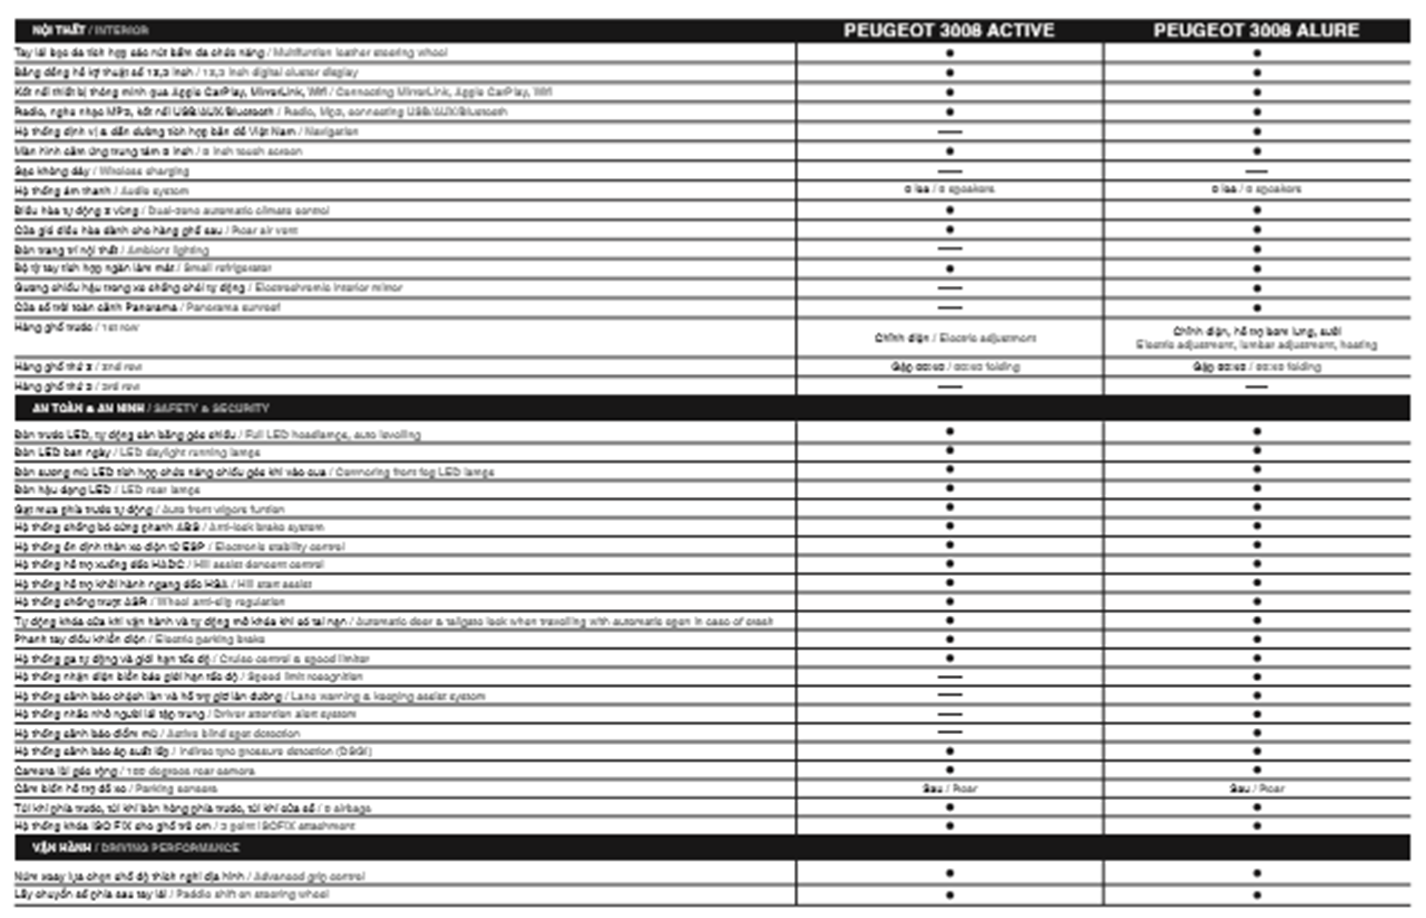 NỘI THẤT / INTERIOR PEUGEOT 3008 ACTIVE PEUGEOT 3008 ALURE
Tay lái bọc da tích hợp các nút bấm đa chức năng / Multifuntion leather steering wheel
Bảng đồng hồ kỹ thuật số 12,3 inch / 12,3 inch digital cluster display
Kết nối thiết bị thông minh qua Apple CarPlay, MirrorLink, Wifi / Connecting MirrorLink, Apple CarPlay, Wifi
Radio, nghe nhạc MP3, kết nối USB/AUX/Bluetooth / Radio, Mp3, connecting USB/AUX/Bluetooth
Hệ thống định vị & dẫn đường tích hợp bản đồ Việt Nam / Navigation ―
Màn hình cảm ứng trung tâm 8 inch / 8 inch touch screen
Sạc không dây / Wireless charging ― ―
Hệ thống âm thanh / Audio system loa / speakers loa / speakers
Điều hòa tự động 2 vùng / Dual-zone automatic climate control
Cửa gió điều hòa dành cho hàng ghế sau / Rear air vent
Đèn trang trí nội thất / Ambient lighting ―
Bệ tỳ tay tích hợp ngăn làm mát / Small refrigerator
Gương chiếu hậu trong xe chống chói tự động / Electrochromic interior mirror ―
Cửa sổ trời toàn cảnh Panorama / Panorama sunroof ―
Hàng ghế trước / 1st row Chỉnh điện / Electric adjustment Chỉnh điện, hỗ trợ bơm lưng, sưởi
Electric adjustment, lumbar adjustment, heating
Hàng ghế thứ 2 / 2nd row Gập 60:40 / 60:40 folding Gập 60:40 / 60:40 folding
Hàng ghế thứ 3 / 3rd row ― ―
AN TOÀN & AN NINH / SAFETY & SECURITY
Đèn trước LED, tự động cân bằng góc chiếu / Full LED headlamps, auto levelling
Đèn LED ban ngày / LED daylight running lamps
Đèn sương mù LED tích hợp chức năng chiếu góc khi vào cua / Cornoring front fog LED lamps
Đèn hậu dạng LED / LED rear lamps
Gạt mưa phía trước tự động / Auto front wipers funtion
Hệ thống chống bó cứng phanh ABS / Anti-lock brake system
Hệ thống ổn định thân xe điện tử ESP / Electronic stability control
Hệ thống hỗ trợ xuống dốc HADC / Hill assist descent control
Hệ thống hỗ trợ khởi hành ngang dốc HSA / Hill start assist
Hệ thống chống trượt ASR / Wheel anti-slip regulation
Tự động khóa cửa khi vận hành và tự động mở khóa khi có tai nạn / Automatic door & tailgate lock when travelling with automatic open in case of crash
Phanh tay điều khiển điện / Electric parking brake
Hệ thống ga tự động và giới hạn tốc độ / Cruise control & speed limiter
Hệ thống nhận diện biển báo giới hạn tốc độ / Speed limit recognition ―
Hệ thống cảnh báo chệch làn và hỗ trợ giữ làn đường / Lane warning & keeping assist system ―
Hệ thống nhắc nhở người lái tập trung / Driver attention alert system ―
Hệ thống cảnh báo điểm mù / Active blind spot detection ―
Hệ thống cảnh báo áp suất lốp / Indirec tyre pressure detection (DSGI)
Camera lùi góc rộng / 180 degrees rear camera
Cảm biến hỗ trợ đỗ xe / Parking sensors Sau / Rear Sau / Rear
Túi khí phía trước, túi khí bên hông phía trước, túi khí cửa sổ / 6 airbags
Hệ thống khóa ISO FIX cho ghế trẻ em / 3 point ISOFIX attachment
VẬN HÀNH / DRIVING PERFORMANCE
Núm xoay lựa chọn chế độ thích nghi địa hình / Advanced grip control
Lẫy chuyển số phía sau tay lái / Paddle shift on steering wheel